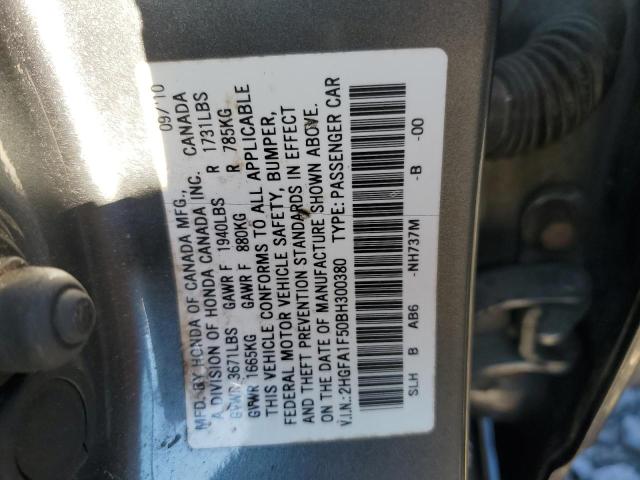 MFD. BY HONDA OF CANADA MFG., 09/10
A DIVISION OF HONDA CANADA INC. CANADA
GVWR 3671LBS GAWR F 1940LBS R 1731LBS
GVWR 1665KG GAWR F 880KG R 785KG
THIS VEHICLE CONFORMS TO ALL APPLICABLE
FEDERAL MOTOR VEHICLE SAFETY, BUMPER,
AND THEFT PREVENTION STANDARDS IN EFFECT
ON THE DATE OF MANUFACTURE SHOWN ABOVE.
V.I.N.: 2HGFA1F50BH300380 TYPE: PASSENGER CAR
SLH B AB6 -NH737M -B -00